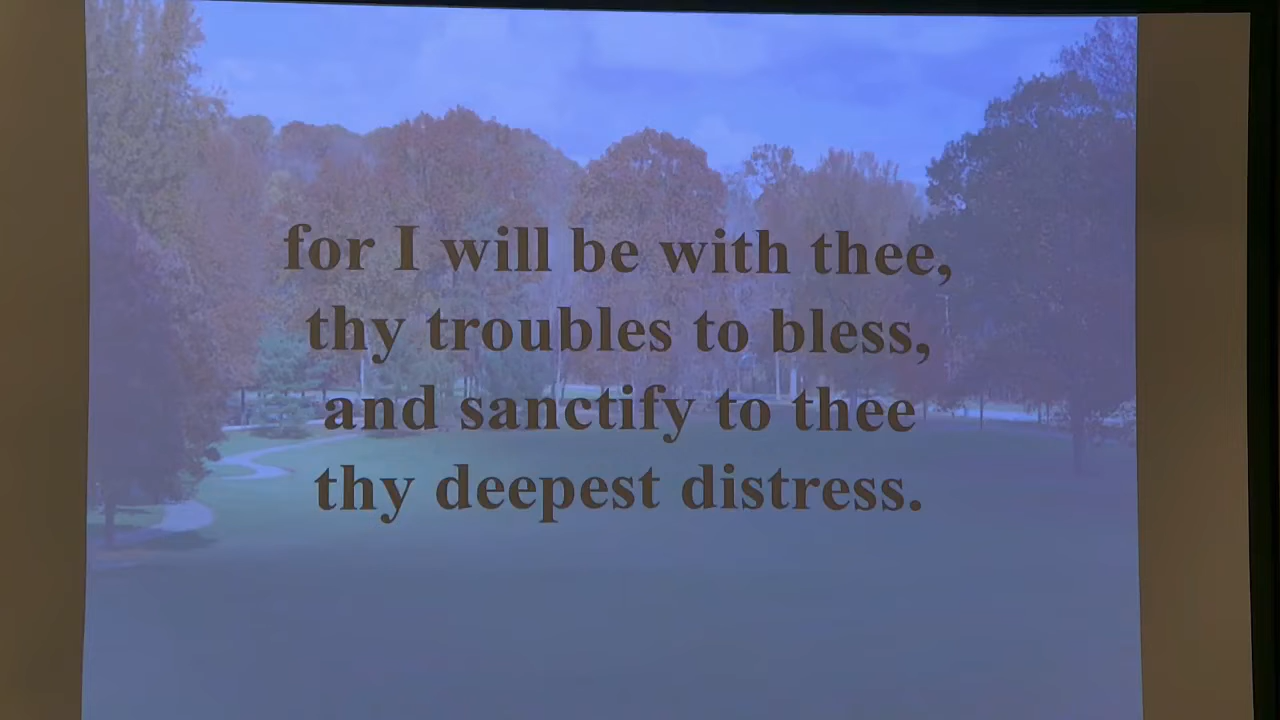 for I will be with thee,
thy troubles to bless,
and sanctify to thee
thy deepest distress.